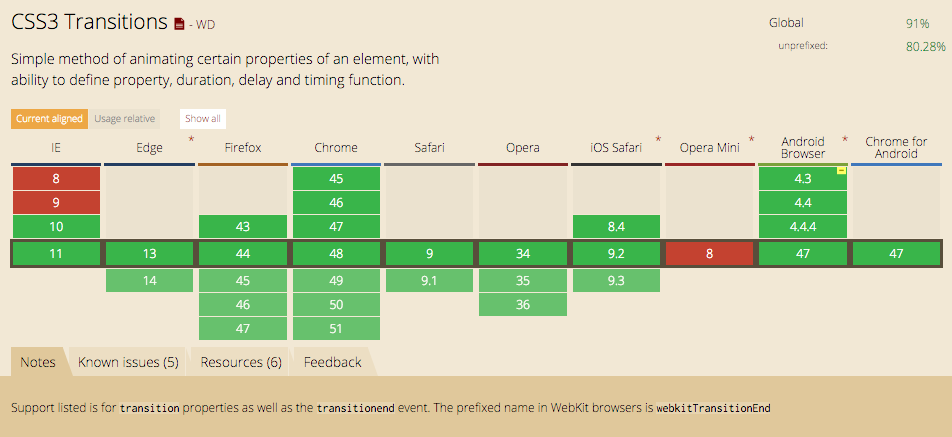 CSS3 Transitions - WD
Global 91%
unprefixed: 80.28%
Simple method of animating certain properties of an element, with
ability to define property, duration, delay and timing function.
Current aligned Usage relative Show all
IE Edge * Firefox Chrome Safari Opera iOS Safari * Opera Mini * Android Browser * Chrome for Android
8 45 4.3 -
9 46 4.4
10 43 47 8.4 4.4.4
11 13 44 48 9 34 9.2 8 47 47
14 45 49 9.1 35 9.3
46 50 36
47 51
Notes Known issues (5) Resources (6) Feedback
Support listed is for transition properties as well as the transitionend event. The prefixed name in WebKit browsers is webkitTransitionEnd